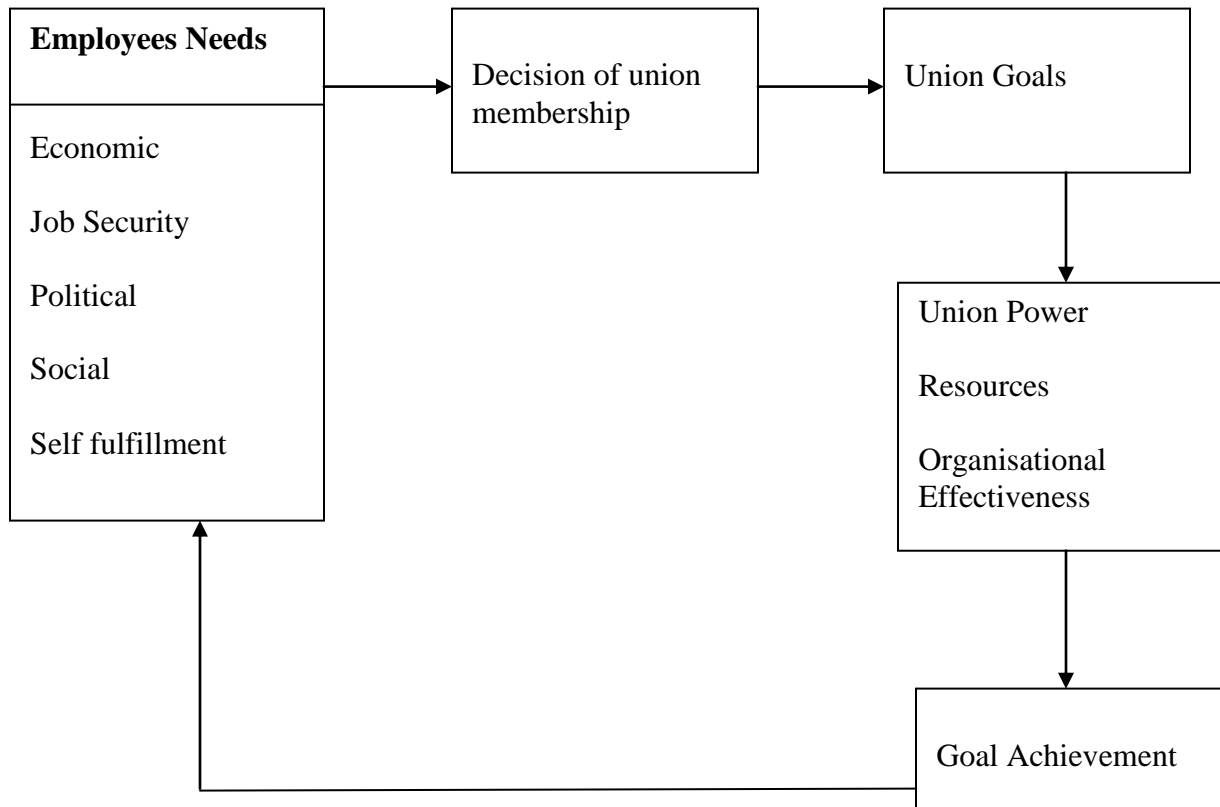 Employees Needs
Economic
Job Security
Political
Social
Self fulfillment
Decision of union
membership
Union Goals
Union Power
Resources
Organisational
Effectiveness
Goal Achievement